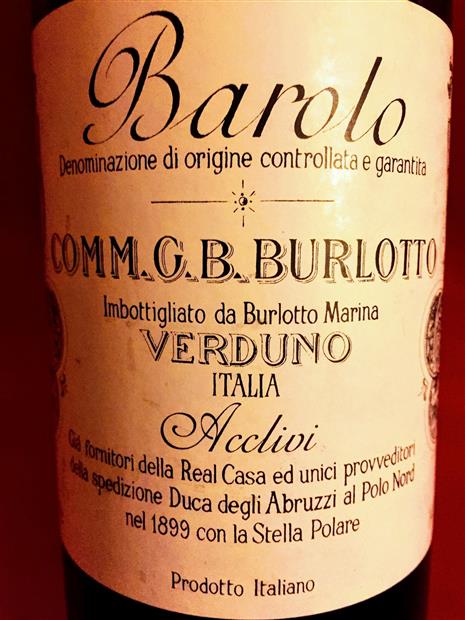 Barolo
Denominazione di origine controllata e garantita
COMM. G. B. BURLOTTO
Imbottigliato da Burlotto Marina
VERDUNO
ITALIA
Acclivi
Già fornitori della Real Casa ed unici provveditori
della spedizione Duca degli Abruzzi al Polo Nord
nel 1899 con la Stella Polare
Prodotto Italiano